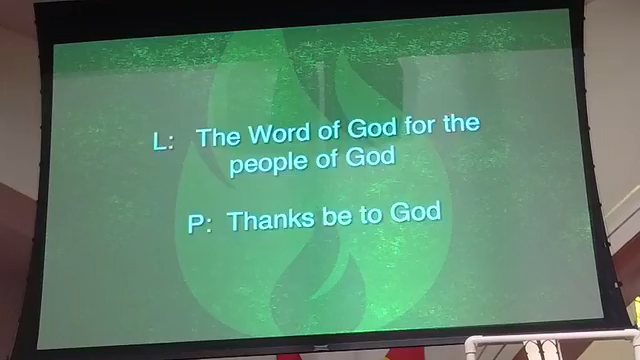 L: The Word of God for the
people of God
P: Thanks be to God